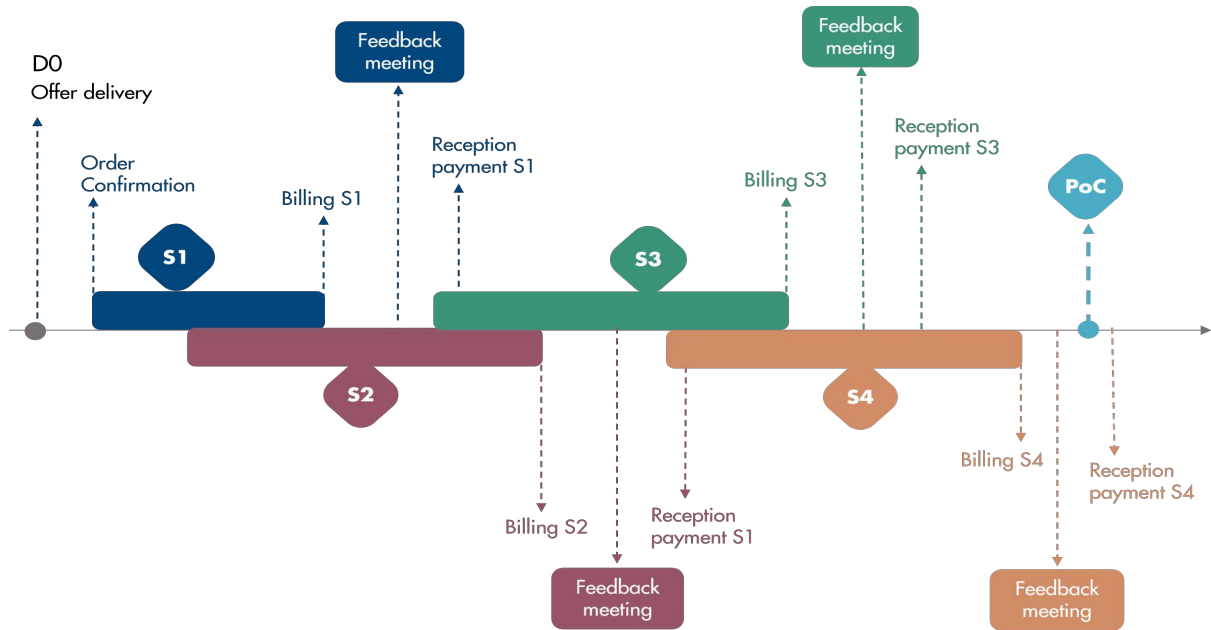 D0
Offer delivery
Order
Confirmation
S1
Billing S1
Feedback
meeting
Reception
payment S1
S2
Billing S2
Feedback
meeting
Reception
payment S1
S3
Billing S3
Feedback
meeting
Reception
payment S3
S4
Billing S4
Feedback
meeting
PoC
Reception
payment S4